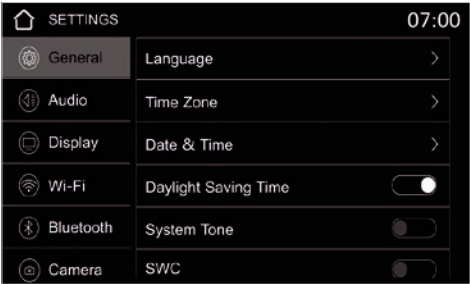 SETTINGS
07:00
General
Audio
Display
Wi-Fi
Bluetooth
Camera
Language
Time Zone
Date & Time
Daylight Saving Time
System Tone
SWC